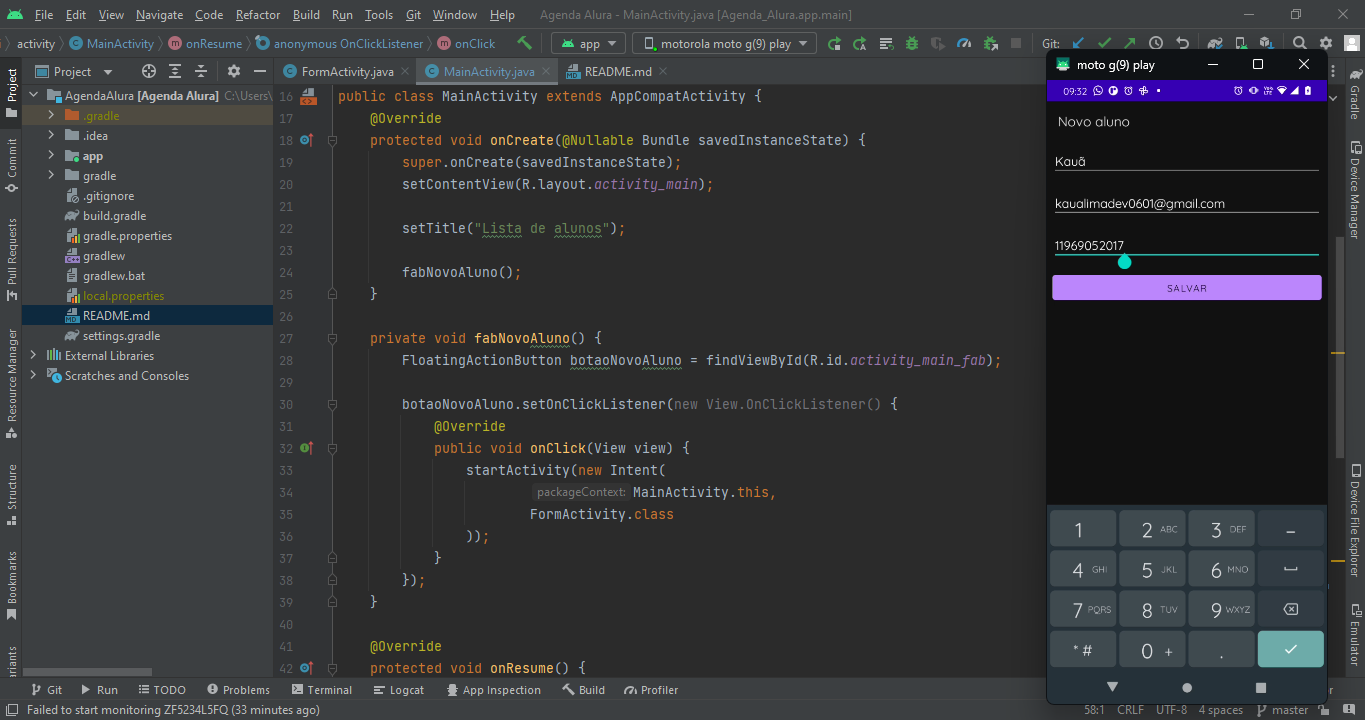 File Edit View Navigate Code Refactor Build Run Tools Git Window Help Agenda Alura - MainActivity.java [Agenda_Alura.app.main]
activity MainActivity onResume anonymous OnClickListener onClick app motorola moto g(9) play Git:
Project
FormActivity.java MainActivity.java README.md
AgendaAlura [Agenda Alura] C:\Users\
.gradle
.idea
app
gradle
.gitignore
build.gradle
gradle.properties
gradlew
gradlew.bat
local.properties
README.md
settings.gradle
External Libraries
Scratches and Consoles
Project
Commit
Pull Requests
Resource Manager
Structure
Bookmarks
16 public class MainActivity extends AppCompatActivity {
17 @Override
18 protected void onCreate(@Nullable Bundle savedInstanceState) {
19 super.onCreate(savedInstanceState);
20 setContentView(R.layout.activity_main);
21
22 setTitle("Lista de alunos");
23
24 fabNovoAluno();
25 }
26
27 private void fabNovoAluno() {
28 FloatingActionButton botaoNovoAluno = findViewById(R.id.activity_main_fab);
29
30 botaoNovoAluno.setOnClickListener(new View.OnClickListener() {
31 @Override
32 public void onClick(View view) {
33 startActivity(new Intent(
34 packageContext: MainActivity.this,
35 FormActivity.class
36 ));
37 }
38 });
39 }
40
41 @Override
42 protected void onResume() {
moto g(9) play
09:32
Novo aluno
Kauã
kaualimadev0601@gmail.com
11969052017
SALVAR
1 2 ABC 3 DEF –
4 GHI 5 JKL 6 MNO
7 PQRS 8 TUV 9 WXYZ
* # 0 + .
Gradle
Device Manager
Device File Explorer
Emulator
Git Run TODO Problems Terminal Logcat App Inspection Build Profiler
Failed to start monitoring ZF5234L5FQ (33 minutes ago) 58:1 CRLF UTF-8 4 spaces master